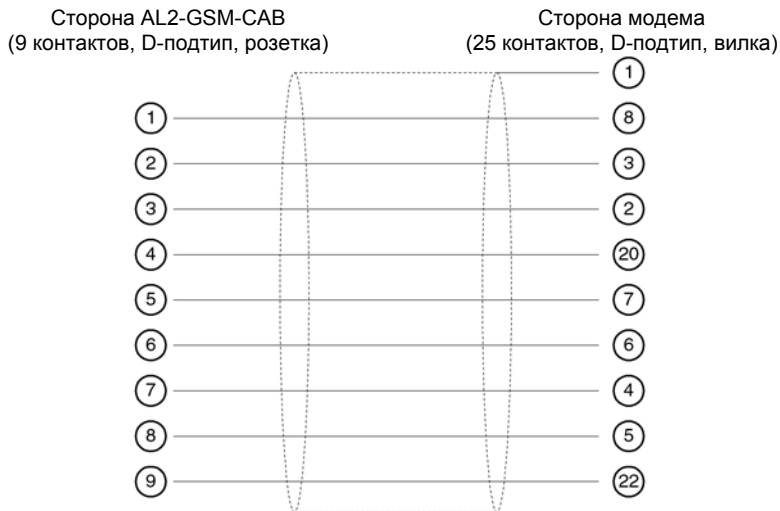 Сторона AL2-GSM-CAB
(9 контактов, D-подтип, розетка)
Сторона модема
(25 контактов, D-подтип, вилка)
1
1 8
2 3
3 2
4 20
5 7
6 6
7 4
8 5
9 22